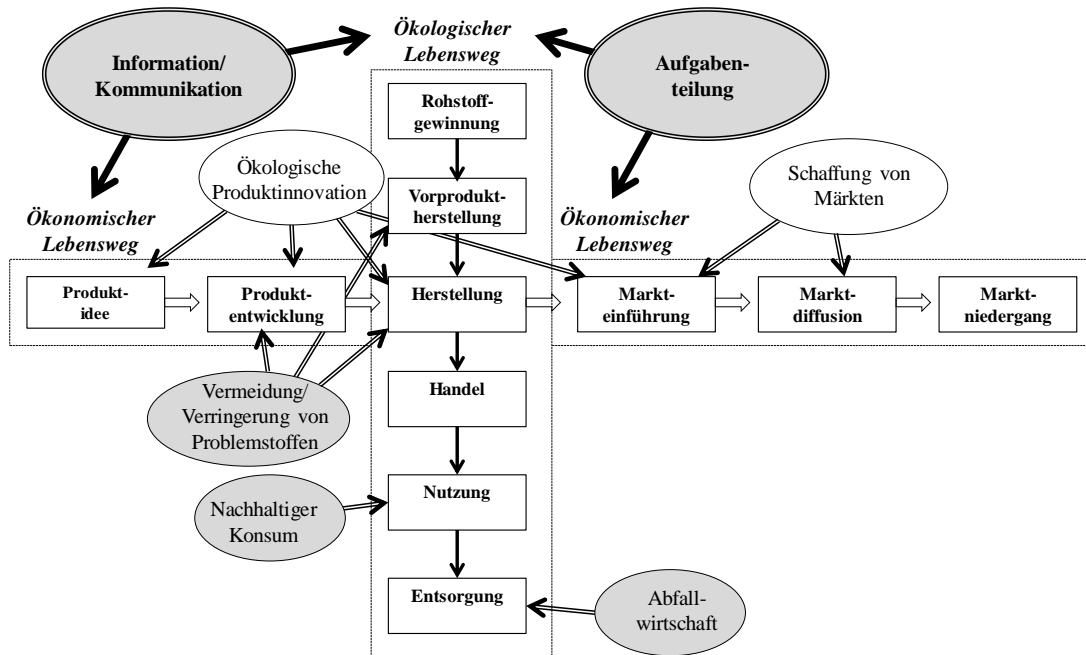 Ökologischer
Lebensweg
Information/
Kommunikation
Aufgaben-
teilung
Rohstoff-
gewinnung
Ökologische
Produktinnovation
Schaffung von
Märkten
Vorprodukt-
herstellung
Ökonomischer
Lebensweg
Ökonomischer
Lebensweg
Produkt-
idee
Produkt-
entwicklung
Herstellung
Markt-
einführung
Markt-
diffusion
Markt-
niedergang
Vermeidung/
Verringerung von
Problemstoffen
Handel
Nachhaltiger
Konsum
Nutzung
Entsorgung
Abfall-
wirtschaft